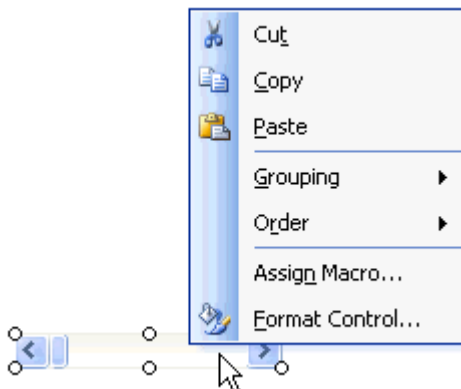 Cut
Copy
Paste
Grouping
Order
Assign Macro...
Format Control...